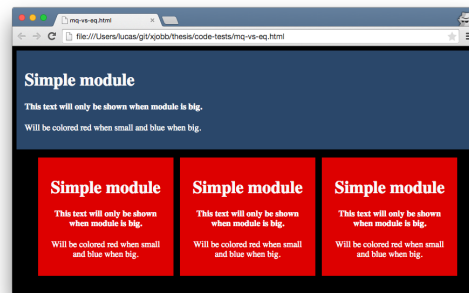 mq-vs-eq.html
file:///Users/lucas/git/xjobb/thesis/code-tests/mq-vs-eq.html
Simple module
This text will only be shown when module is big.
Will be colored red when small and blue when big.
Simple module
This text will only be shown
when module is big.
Will be colored red when small
and blue when big.
Simple module
This text will only be shown
when module is big.
Will be colored red when small
and blue when big.
Simple module
This text will only be shown
when module is big.
Will be colored red when small
and blue when big.